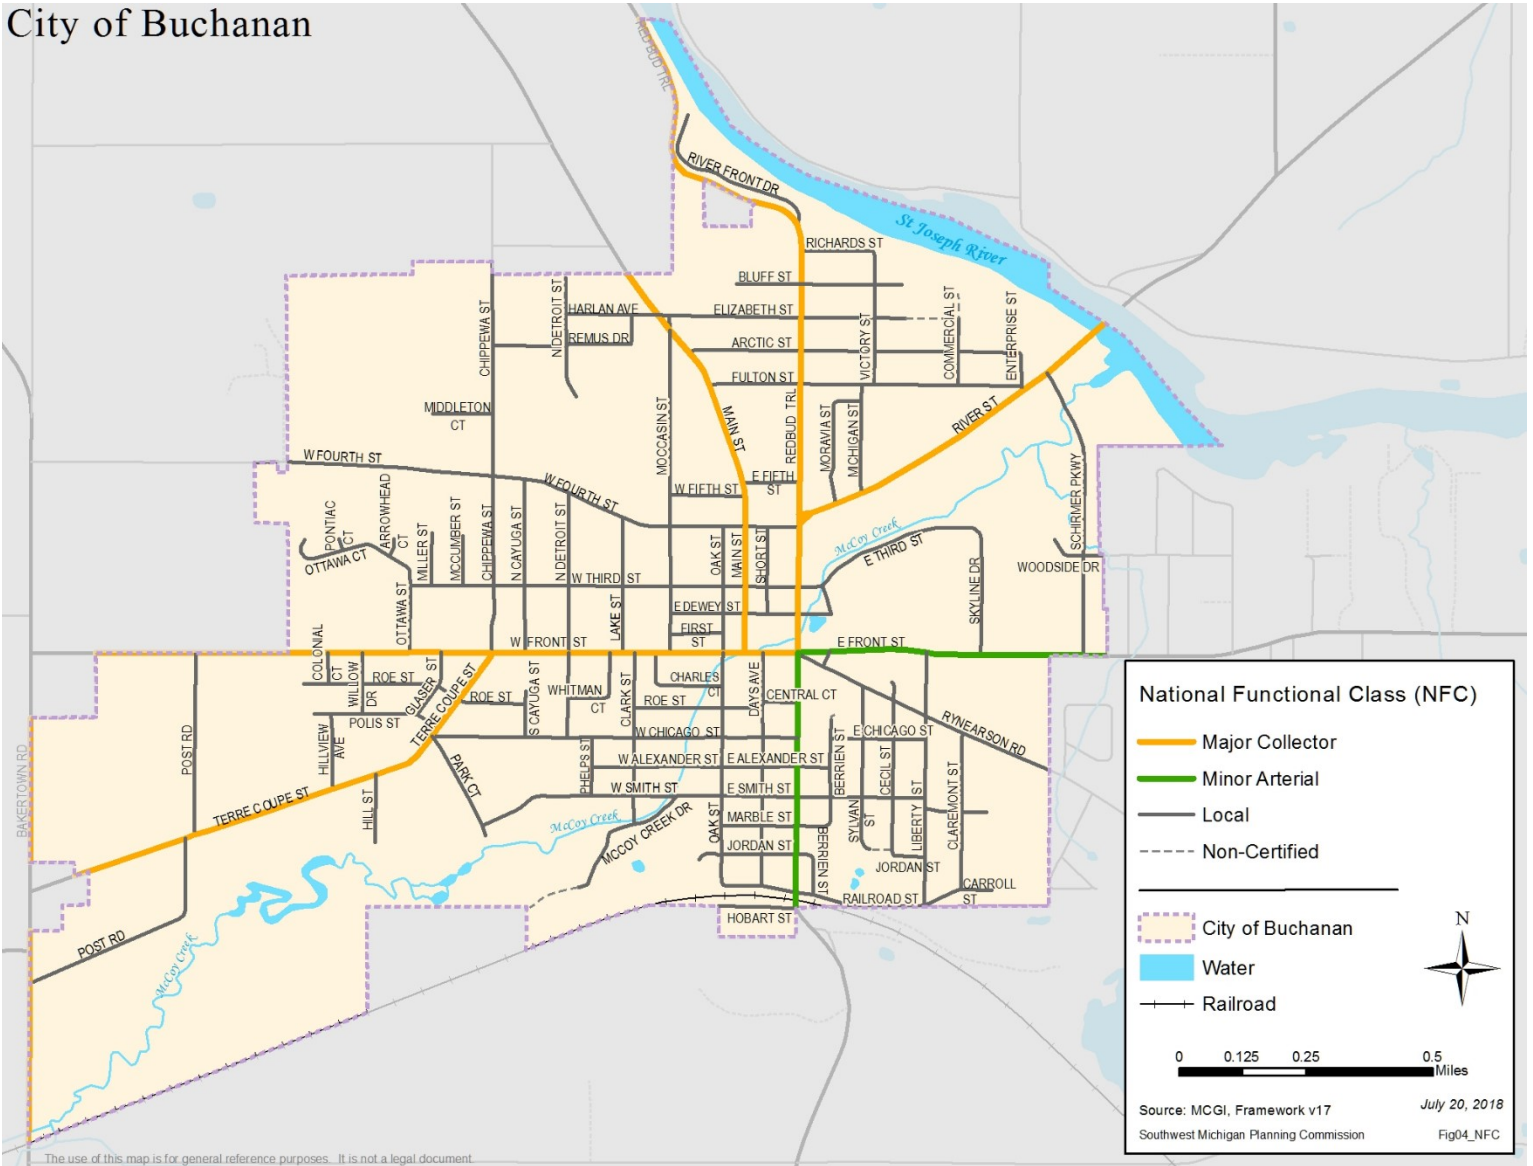 City of Buchanan
RED BUD TRL
RIVER FRONT DR
St Joseph River
RICHARDS ST
BLUFF ST
CHIPPEWA ST
N DETROIT ST
HARLAN AVE
ELIZABETH ST
COMMERCIAL ST
ENTERPRISE ST
REMUS DR
ARCTIC ST
VICTORY ST
FULTON ST
MIDDLETON
CT
MOCCASIN ST
MAIN ST
REDBUD TRL
MORAVIA ST
MICHIGAN ST
RIVER ST
W FOURTH ST
W FOURTH ST
W FIFTH ST
E FIFTH
ST
SCHIRMER PKWY
PONTIAC
CT
ARROWHEAD
CT
OTTAWA CT
MILLER ST
MCCUMBER ST
CHIPPEWA ST
N CAYUGA ST
N DETROIT ST
OAK ST
MAIN ST
SHORT ST
McCoy Creek
E THIRD ST
WOODSIDE DR
SKYLINE DR
W THIRD ST
OTTAWA ST
LAKE ST
E DEWEY ST
FIRST
ST
W FRONT ST
E FRONT ST
COLONIAL
CT
WILLOW
DR
ROE ST
GLASER ST
TERRE COUPE ST
ROE ST
S CAYUGA ST
WHITMAN
CT
CLARK ST
CHARLES
CT
ROE ST
DAYS AVE
CENTRAL CT
RYNEARSON RD
POLIS ST
HILLVIEW
AVE
POST RD
W CHICAGO ST
E CHICAGO ST
PARK CT
PHELPS ST
W ALEXANDER ST
E ALEXANDER ST
BERRIEN ST
CECIL ST
W SMITH ST
E SMITH ST
BAKERTOWN RD
TERRE COUPE ST
HILL ST
McCoy Creek
MCCOY CREEK DR
OAK ST
MARBLE ST
SYLVAN
ST
LIBERTY ST
CLAREMONT ST
JORDAN ST
BERRIEN ST
JORDAN ST
CARROLL
ST
RAILROAD ST
HOBART ST
POST RD
McCoy Creek
National Functional Class (NFC)
Major Collector
Minor Arterial
Local
Non-Certified
City of Buchanan
Water
Railroad
N
0 0.125 0.25 0.5
Miles
Source: MCGI, Framework v17
July 20, 2018
Southwest Michigan Planning Commission
Fig04_NFC
The use of this map is for general reference purposes. It is not a legal document.